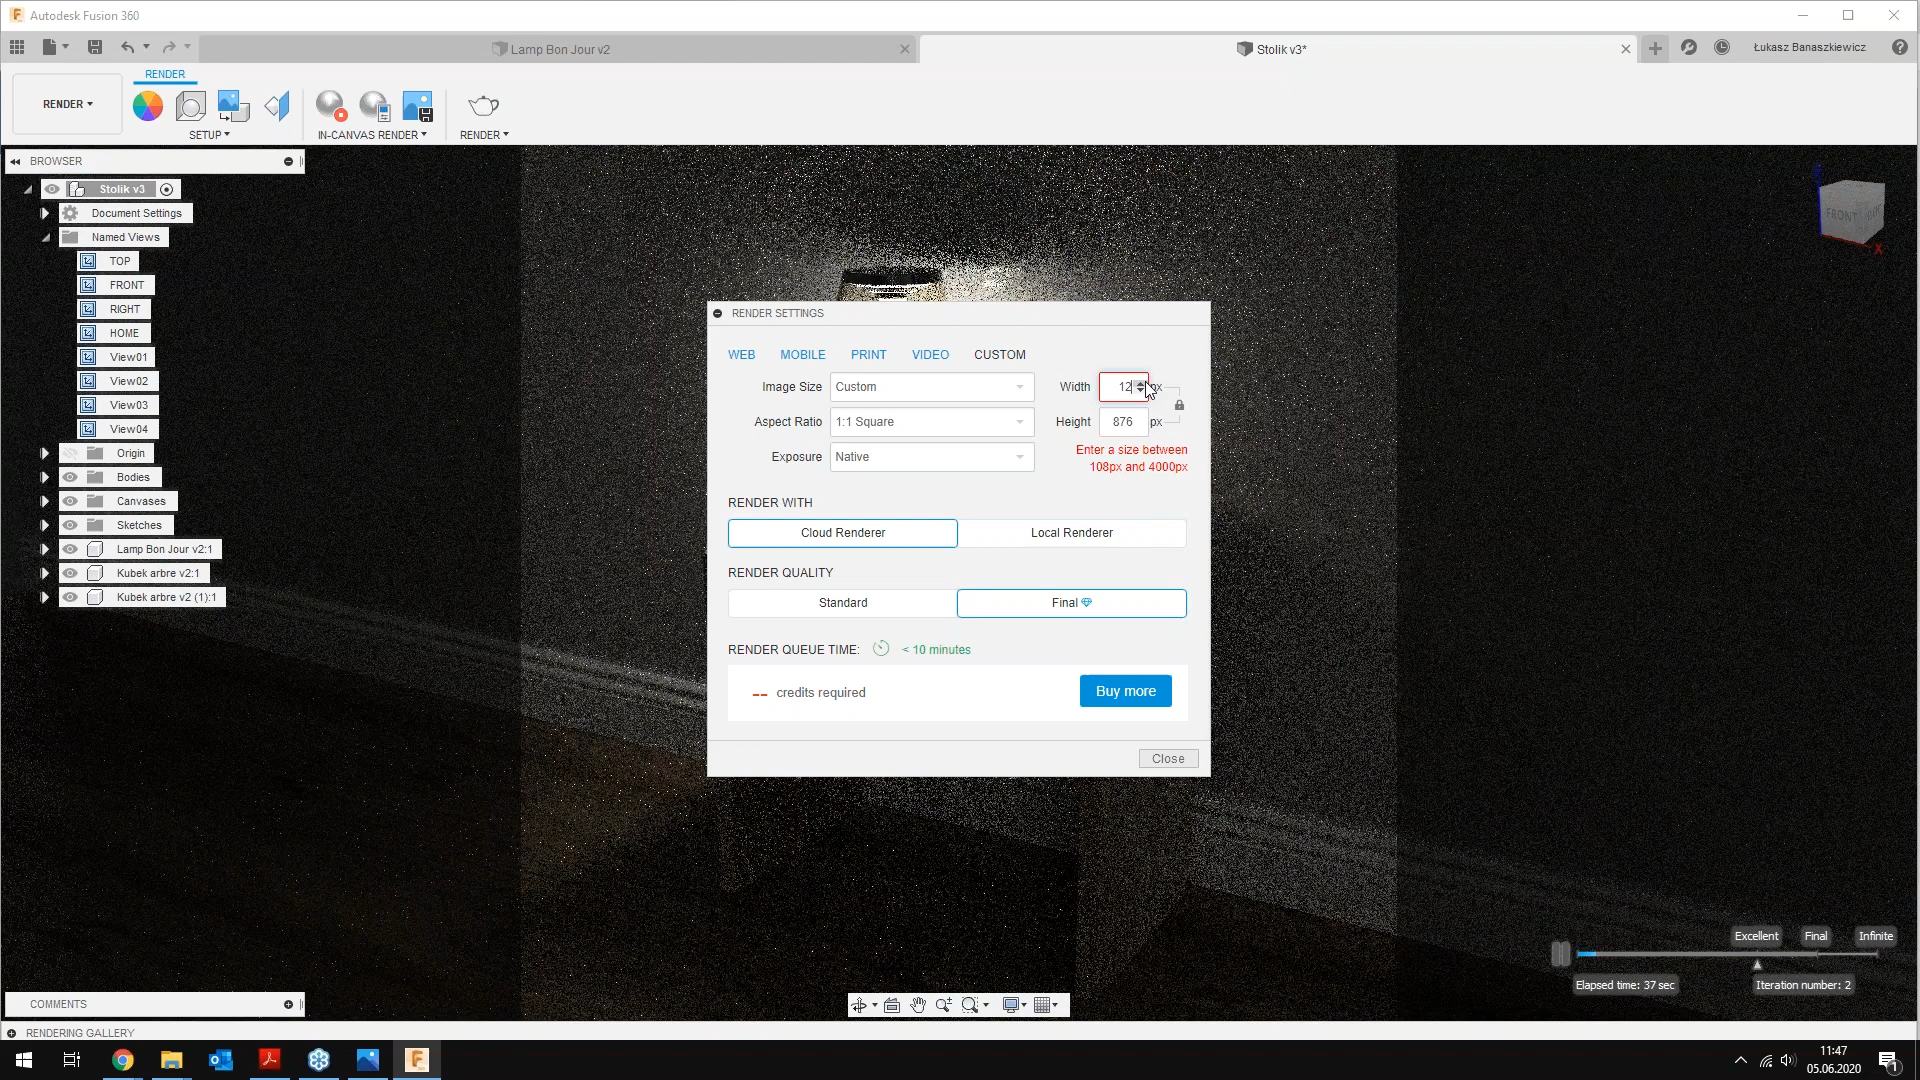 Autodesk Fusion 360
Lamp Bon Jour v2
Stolik v3*
Łukasz Banaszkiewicz
RENDER
RENDER
SETUP
IN-CANVAS RENDER
RENDER
BROWSER
Stolik v3
Document Settings
Named Views
TOP
FRONT
RIGHT
HOME
View01
View02
View03
View04
Origin
Bodies
Canvases
Sketches
Lamp Bon Jour v2:1
Kubek arbre v2:1
Kubek arbre v2 (1):1
FRONT
X
RENDER SETTINGS
WEB MOBILE PRINT VIDEO CUSTOM
Image Size Custom Width 12 px
Aspect Ratio 1:1 Square Height 876 px
Exposure Native
Enter a size between
108px and 4000px
RENDER WITH
Cloud Renderer Local Renderer
RENDER QUALITY
Standard Final
RENDER QUEUE TIME: < 10 minutes
-- credits required Buy more
Close
Excellent Final Infinite
Elapsed time: 37 sec Iteration number: 2
COMMENTS
RENDERING GALLERY
11:47
05.06.2020
1